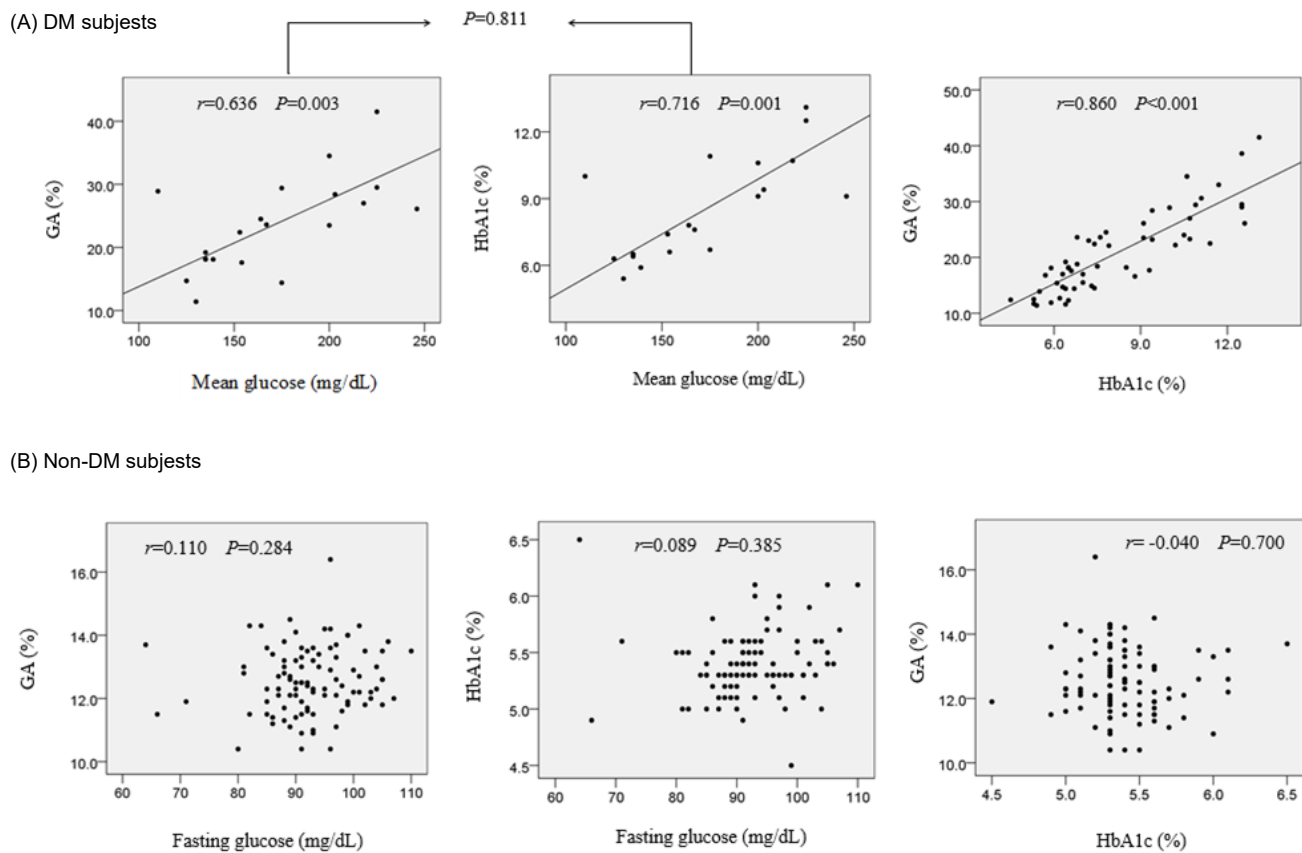 (A) DM subjests
P=0.811
r=0.636 P=0.003
40.0
30.0
20.0
10.0
GA (%)
100 150 200 250
Mean glucose (mg/dL)
r=0.716 P=0.001
12.0
9.0
6.0
HbA1c (%)
100 150 200 250
Mean glucose (mg/dL)
r=0.860 P<0.001
50.0
40.0
30.0
20.0
10.0
GA (%)
6.0 9.0 12.0
HbA1c (%)
(B) Non-DM subjests
r=0.110 P=0.284
16.0
14.0
12.0
10.0
GA (%)
60 70 80 90 100 110
Fasting glucose (mg/dL)
r=0.089 P=0.385
6.5
6.0
5.5
5.0
4.5
HbA1c (%)
60 70 80 90 100 110
Fasting glucose (mg/dL)
r= -0.040 P=0.700
16.0
14.0
12.0
10.0
GA (%)
4.5 5.0 5.5 6.0 6.5
HbA1c (%)